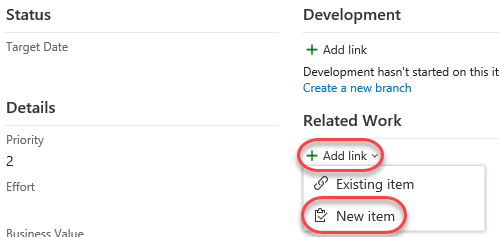 Status
Target Date
Details
Priority
2
Effort
Business Value
Development
Add link
Development hasn't started on this it
Create a new branch
Related Work
Add link
Existing item
New item